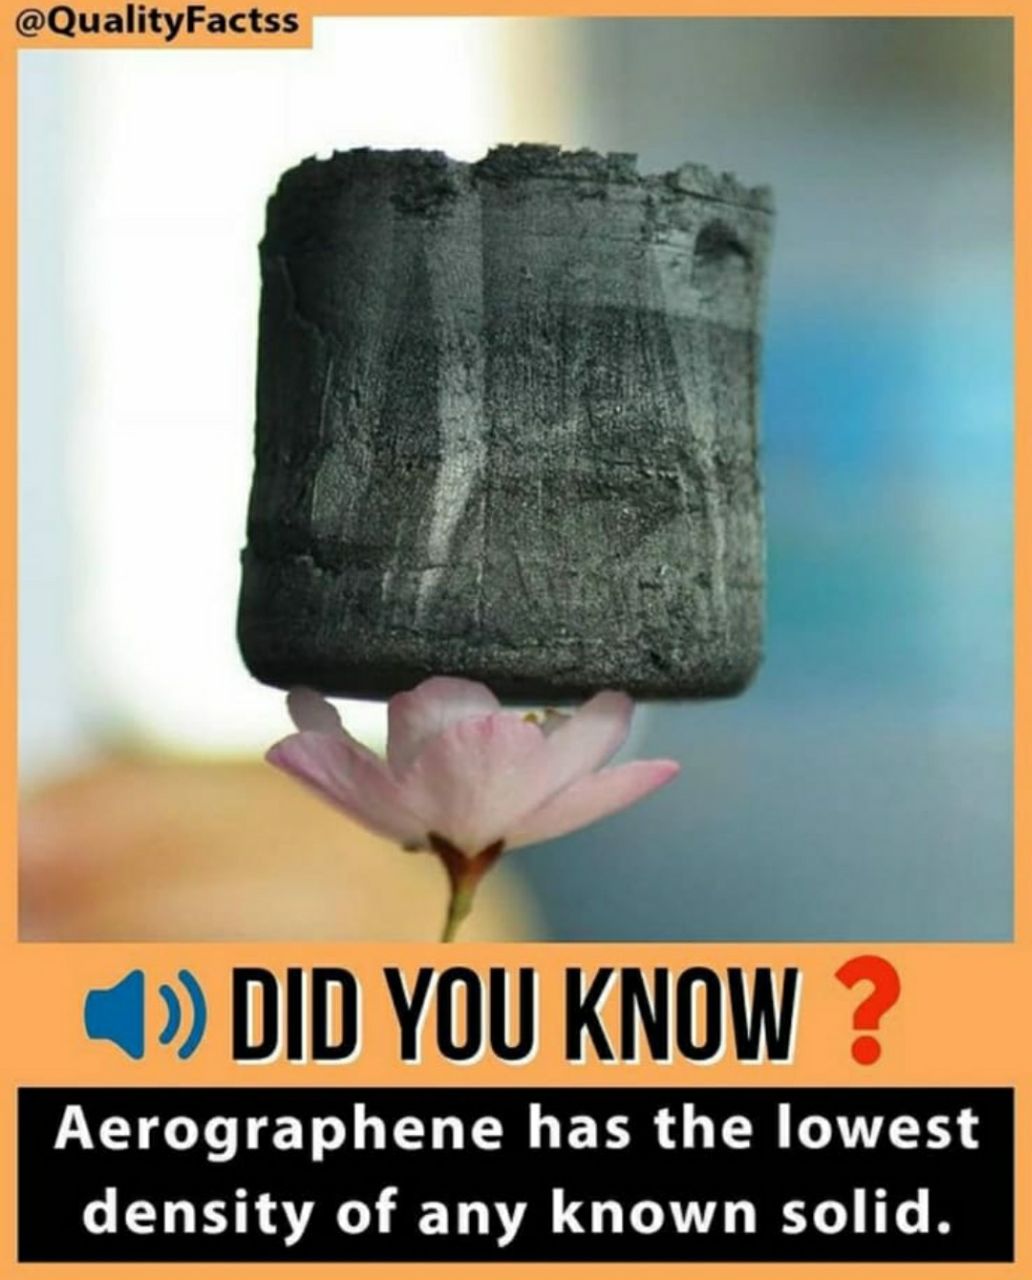 @QualityFactss
DID YOU KNOW ?
Aerographene has the lowest
density of any known solid.